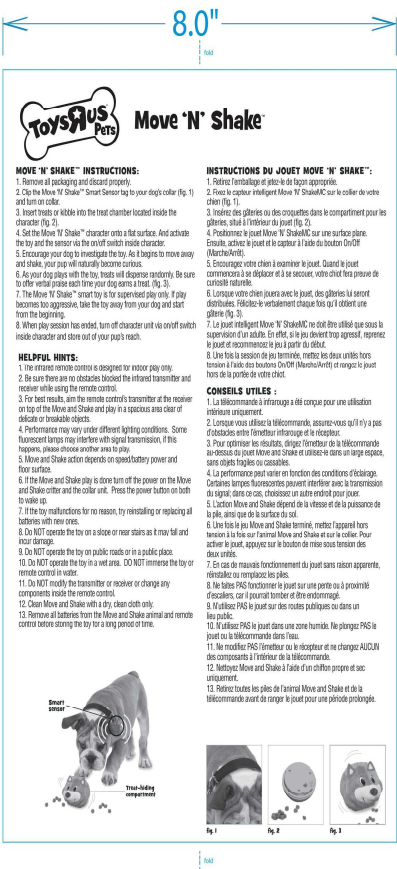 8.0"
fold
ToysRUs
PETS
Move 'N' Shake™
MOVE 'N' SHAKE™ INSTRUCTIONS:
1. Remove all packaging and discard properly.
2. Clip the Move 'N' Shake™ Smart Sensor tag to your dog's collar (fig. 1)
and turn on collar.
3. Insert treats or kibble into the treat chamber located inside the
character (fig. 2).
4. Set the Move 'N' Shake™ character onto a flat surface. And activate
the toy and the sensor via the on/off switch inside character.
5. Encourage your dog to investigate the toy. As it begins to move away
and shake, your pup will naturally become curious.
6. As your dog plays with the toy, treats will dispense randomly. Be sure
to offer verbal praise each time your dog earns a treat. (fig. 3).
7. The Move 'N' Shake™ smart toy is for supervised play only. If play
becomes too aggressive, take the toy away from your dog and start
from the beginning.
8. When play session has ended, turn off character unit via on/off switch
inside character and store out of your pup's reach.
HELPFUL HINTS:
1. The infrared remote control is designed for indoor play only.
2. Be sure there are no obstacles blocked the infrared transmitter and
receiver while using the remote control.
3. For best results, aim the remote control's transmitter at the receiver
on top of the Move and Shake and play in a spacious area clear of
delicate or breakable objects.
4. Performance may vary under different lighting conditions. Some
fluorescent lamps may interfere with signal transmission, if this
happens, please choose another area to play.
5. Move and Shake action depends on speed/battery power and
floor surface.
6. If the Move and Shake play is done turn off the power on the Move
and Shake critter and the collar unit. Press the power button on both
to wake up.
7. If the toy malfunctions for no reason, try reinstalling or replacing all
batteries with new ones.
8. Do NOT operate the toy on a slope or near stairs as it may fall and
incur damage.
9. Do NOT operate the toy on public roads or in a public place.
10. Do NOT operate the toy in a wet area. DO NOT immerse the toy or
remote control in water.
11. Do NOT modify the transmitter or receiver or change any
components inside the remote control.
12. Clean Move and Shake with a dry, clean cloth only.
13. Remove all batteries from the Move and Shake animal and remote
control before storing the toy for a long period of time.
Smart
sensor
Treat-hiding
compartment
INSTRUCTIONS DU JOUET MOVE 'N' SHAKE™:
1. Retirez l'emballage et jetez-le de façon appropriée.
2. Fixez le capteur intelligent Move 'N' ShakeMC sur le collier de votre
chien (fig. 1).
3. Insérez des gâteries ou des croquettes dans le compartiment pour les
gâteries, situé à l'intérieur du jouet (fig. 2).
4. Positionnez le jouet Move 'N' ShakeMC sur une surface plane.
Ensuite, activez le jouet et le capteur à l'aide du bouton On/Off
(Marche/Arrêt).
5. Encouragez votre chien à examiner le jouet. Quand le jouet
commencera à se déplacer et à se secouer, votre chiot fera preuve de
curiosité naturelle.
6. Lorsque votre chien jouera avec le jouet, des gâteries lui seront
distribuées. Félicitez-le verbalement chaque fois qu'il obtient une
gâterie (fig. 3).
7. Le jouet intelligent Move 'N' ShakeMC ne doit être utilisé que sous la
supervision d'un adulte. En effet, si le jeu devient trop agressif, reprenez
le jouet et recommencez le jeu à partir du début.
8. Une fois la session de jeu terminée, mettez les deux unités hors
tension à l'aide des boutons On/Off (Marche/Arrêt) et rangez le jouet
hors de la portée de votre chiot.
CONSEILS UTILES :
1. La télécommande à infrarouge a été conçue pour une utilisation
intérieure uniquement.
2. Lorsque vous utilisez la télécommande, assurez-vous qu'il n'y a pas
d'obstacles entre l'émetteur infrarouge et le récepteur.
3. Pour optimiser les résultats, dirigez l'émetteur de la télécommande
au-dessus du jouet Move and Shake et utilisez-le dans un large espace,
sans objets fragiles ou cassables.
4. La performance peut varier en fonction des conditions d'éclairage.
Certaines lampes fluorescentes peuvent interférer avec la transmission
du signal; dans ce cas, choisissez un autre endroit pour jouer.
5. L'action Move and Shake dépend de la vitesse et de la puissance de
la pile, ainsi que de la surface du sol.
6. Une fois le jeu Move and Shake terminé, mettez l'appareil hors
tension à la fois sur l'animal Move and Shake et sur le collier. Pour
activer le jouet, appuyez sur le bouton de mise sous tension des
deux unités.
7. En cas de mauvais fonctionnement du jouet sans raison apparente,
réinstallez ou remplacez les piles.
8. Ne faites PAS fonctionner le jouet sur une pente ou à proximité
d'escaliers, car il pourrait tomber et être endommagé.
9. N'utilisez PAS le jouet sur des routes publiques ou dans un
lieu public.
10. N'utilisez PAS le jouet dans une zone humide. Ne plongez PAS le
jouet ou la télécommande dans l'eau.
11. Ne modifiez PAS l'émetteur ou le récepteur et ne changez AUCUN
des composants à l'intérieur de la télécommande.
12. Nettoyez Move and Shake à l'aide d'un chiffon propre et sec
uniquement.
13. Retirez toutes les piles de l'animal Move and Shake et de la
télécommande avant de ranger le jouet pour une période prolongée.
fig. 1
fig. 2
fig. 3
fold